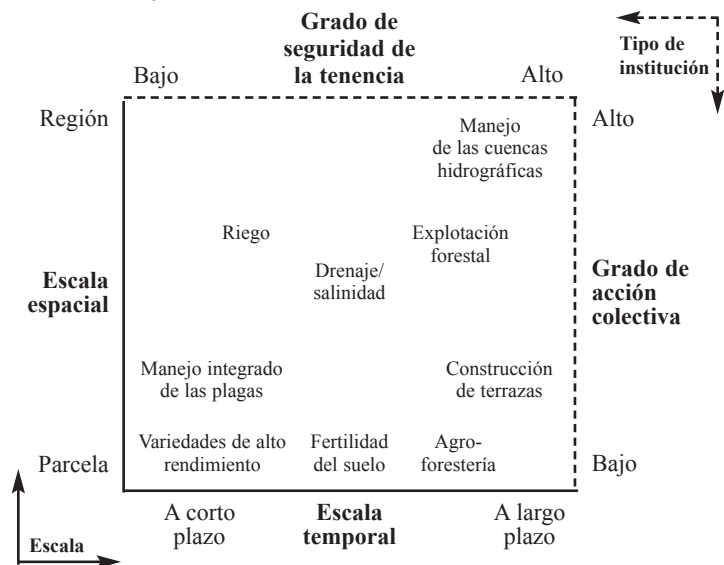 Grado de
seguridad de
la tenencia
Tipo de
institución
Bajo
Alto
Región
Alto
Manejo
de las cuencas
hidrográficas
Riego
Explotación
forestal
Drenaje/
salinidad
Escala
espacial
Grado de
acción
colectiva
Manejo integrado
de las plagas
Construcción
de terrazas
Variedades de alto
rendimiento
Fertilidad
del suelo
Agro-
forestería
Parcela
Bajo
A corto
plazo
Escala
temporal
A largo
plazo
Escala